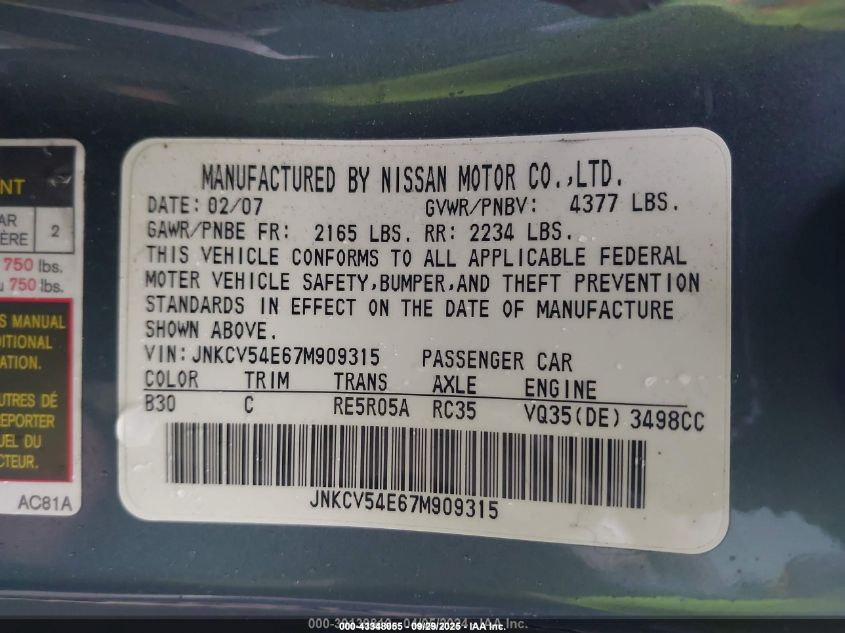 NT
AR
ÈRE 2
750 lbs.
u 750 lbs.
S MANUAL
DITIONAL
ATION.
UTRES DÉ
REPORTER
UEL DU
CTEUR.
AC81A
MANUFACTURED BY NISSAN MOTOR CO.,LTD.
DATE: 02/07 GVWR/PNBV: 4377 LBS.
GAWR/PNBE FR: 2165 LBS. RR: 2234 LBS.
THIS VEHICLE CONFORMS TO ALL APPLICABLE FEDERAL
MOTER VEHICLE SAFETY,BUMPER,AND THEFT PREVENTION
STANDARDS IN EFFECT ON THE DATE OF MANUFACTURE
SHOWN ABOVE.
VIN: JNKCV54E67M909315 PASSENGER CAR
COLOR TRIM TRANS AXLE ENGINE
B30 C RE5R05A RC35 VQ35(DE) 3498CC
JNKCV54E67M909315
000-43348065 09/29/2025 - IAA Inc.